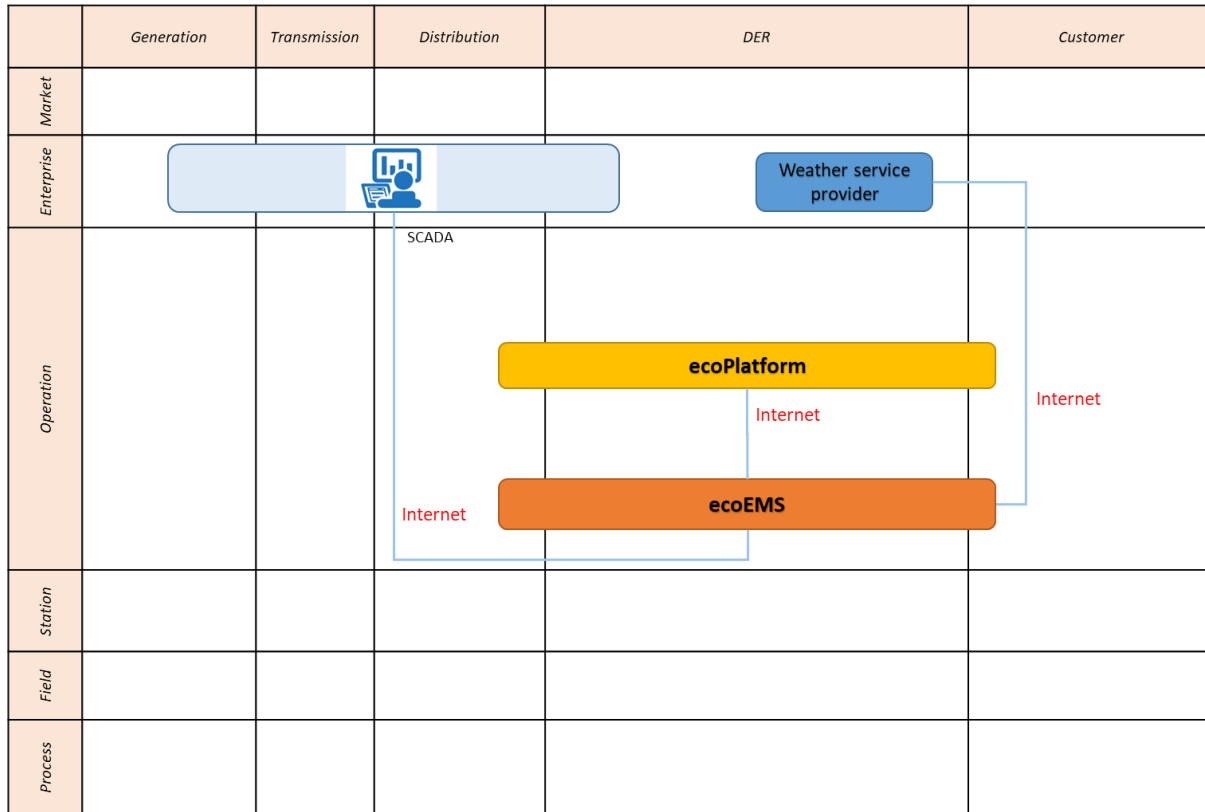 Generation
Transmission
Distribution
DER
Customer
Market
Enterprise
Weather service
provider
SCADA
Operation
ecoPlatform
Internet
Internet
ecoEMS
Internet
Station
Field
Process